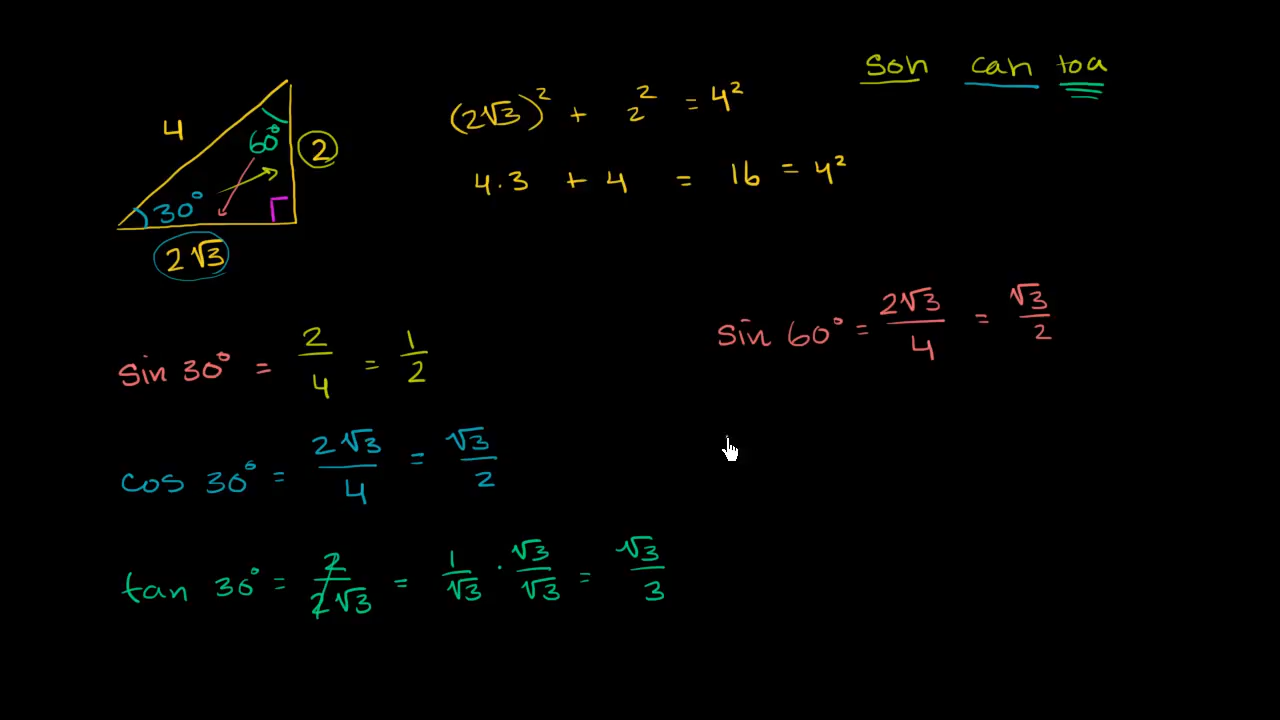 soh cah toa
(2√3)² + 2² = 4²
4·3 + 4 = 16 = 4²
4
60°
2
30°
2√3
sin 30° = 2/4 = 1/2
sin 60° = 2√3/4 = √3/2
cos 30° = 2√3/4 = √3/2
tan 30° = 2/2√3 = 1/√3 · √3/√3 = √3/3